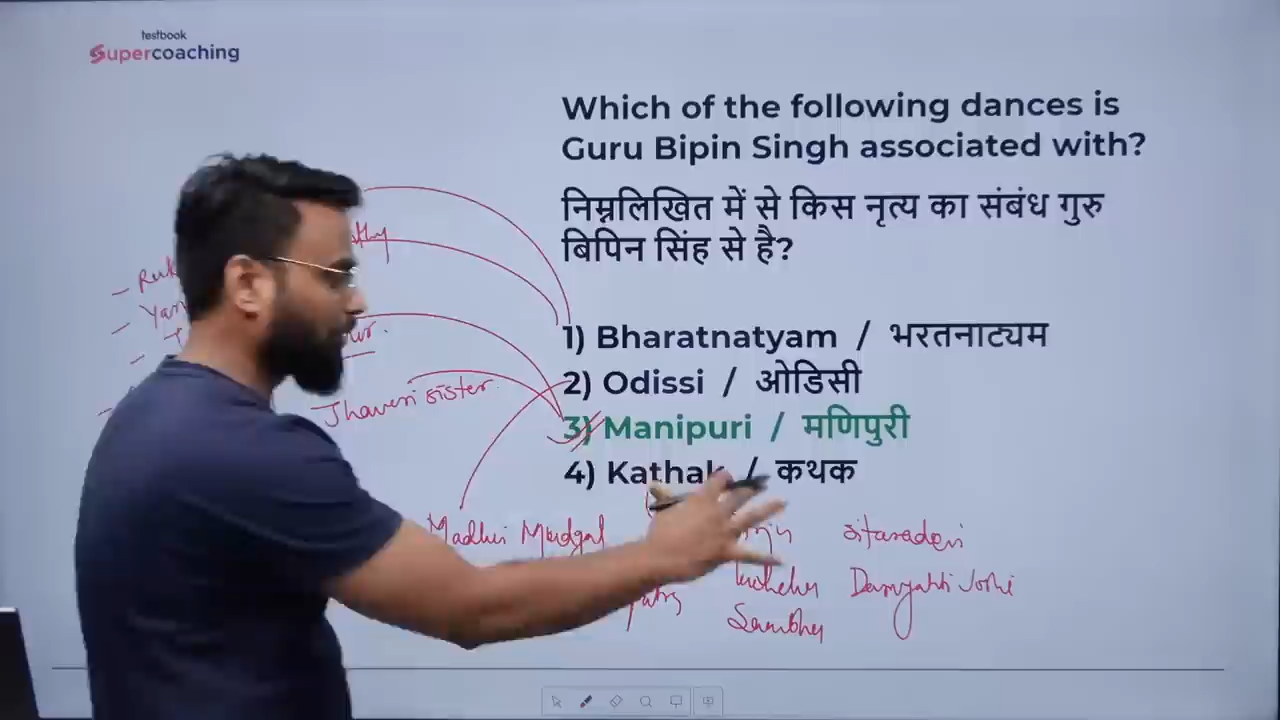 testbook
Supercoaching
Which of the following dances is
Guru Bipin Singh associated with?
निम्नलिखित में से किस नृत्य का संबंध गुरु
बिपिन सिंह से है?
1) Bharatnatyam / भरतनाट्यम
2) Odissi / ओडिसी
3) Manipuri / मणिपुरी
4) Kathak / कथक
Jhaveri sister
Madhvi Mudgal
Sitaradevi
Damyanti Joshi